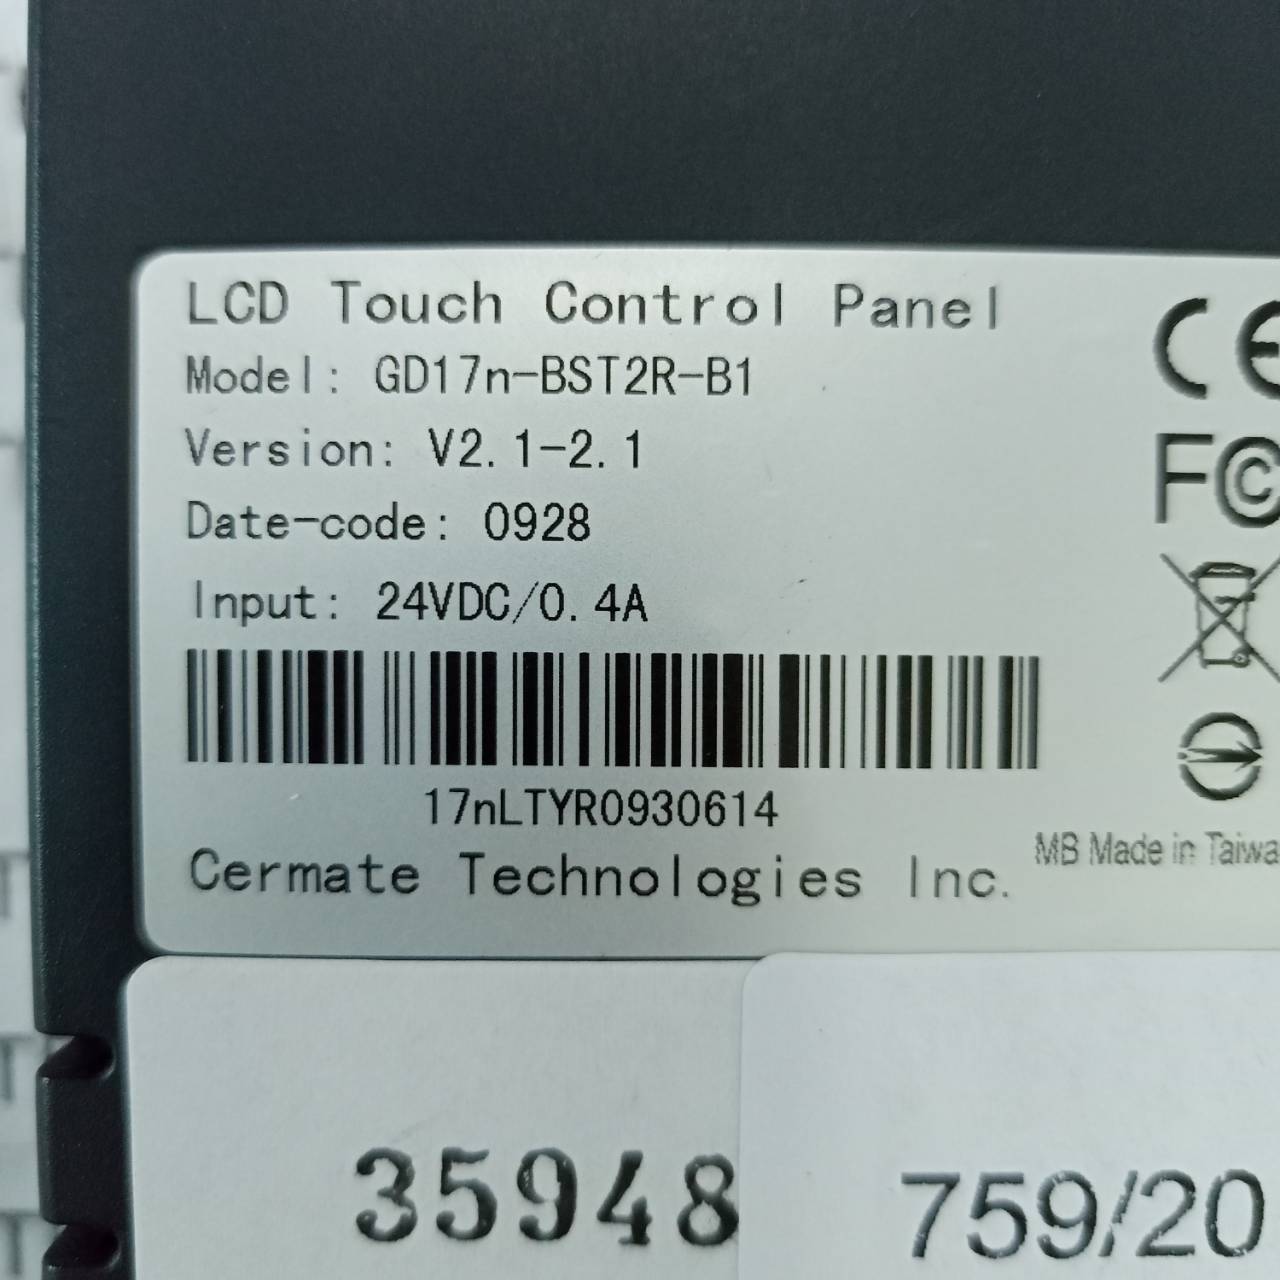 LCD Touch Control Panel
Model: GD17n-BST2R-B1
Version: V2.1-2.1
Date-code: 0928
Input: 24VDC/0.4A
17nLTYR0930614
Cermate Technologies Inc.
CE
FC
MB Made in Taiwa
35948
759/20